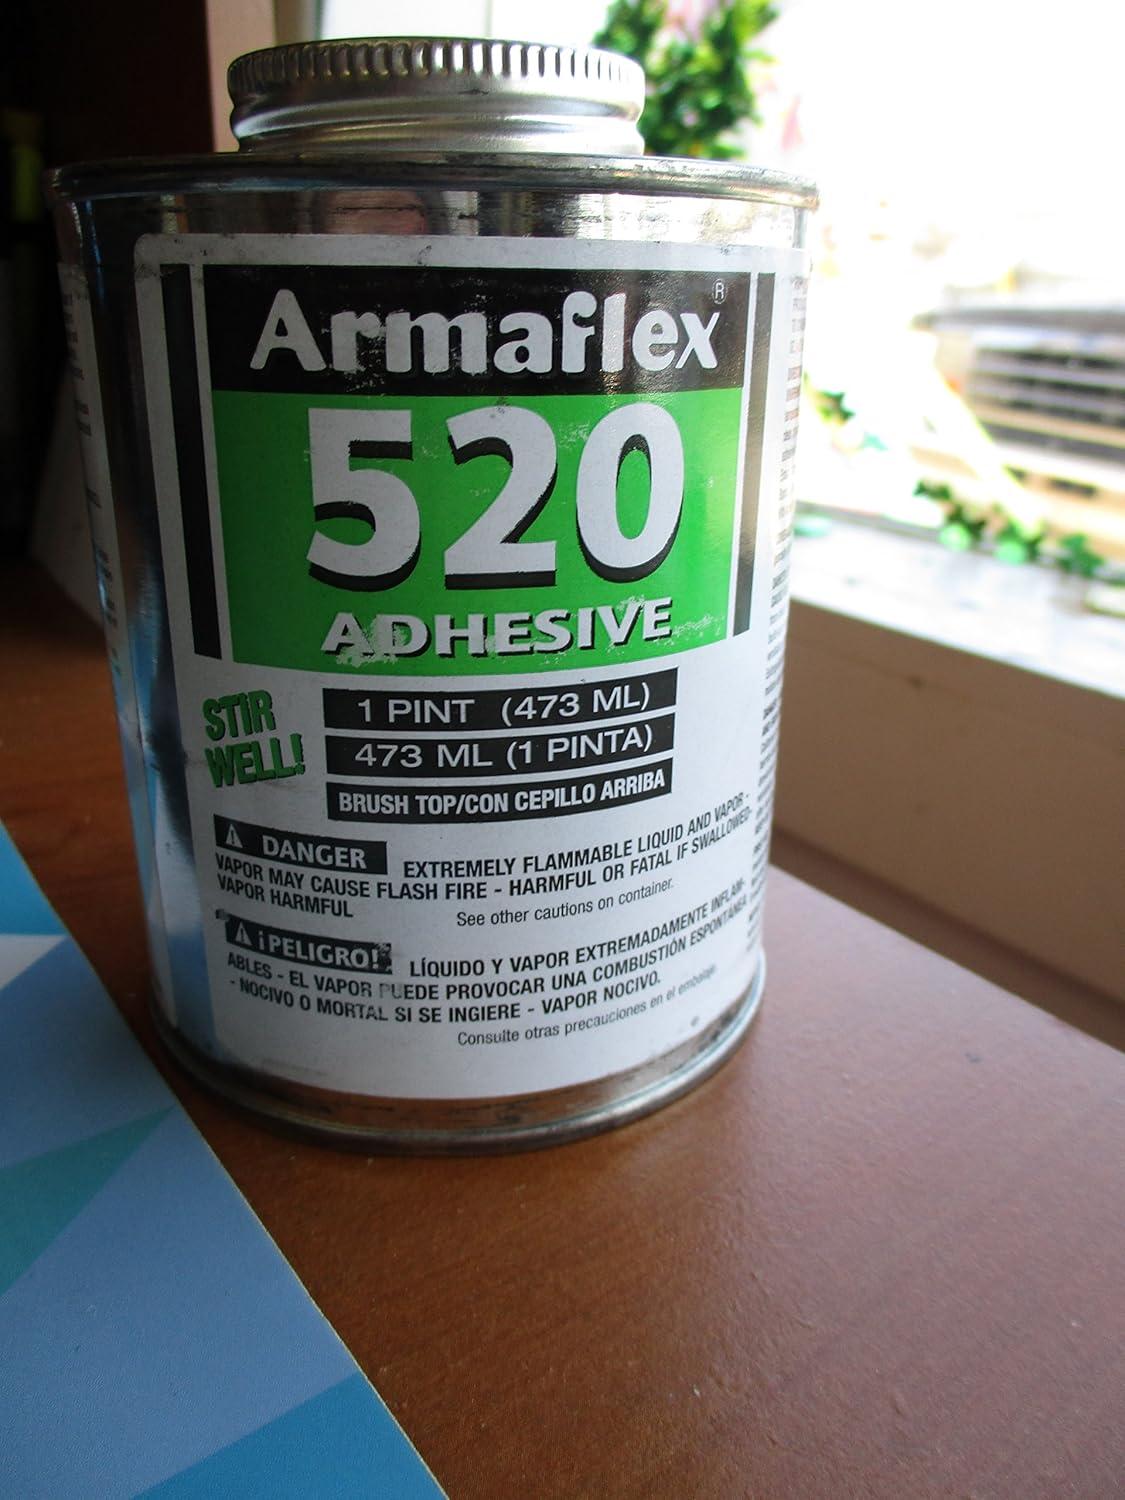 Armaflex®
520
ADHESIVE
STIR
WELL!
1 PINT (473 ML)
473 ML (1 PINTA)
BRUSH TOP/CON CEPILLO ARRIBA
⚠ DANGER EXTREMELY FLAMMABLE LIQUID AND VAPOR -
VAPOR MAY CAUSE FLASH FIRE - HARMFUL OR FATAL IF SWALLOWED-
VAPOR HARMFUL
See other cautions on container.
⚠ ¡PELIGRO! LÍQUIDO Y VAPOR EXTREMADAMENTE INFLAM-
ABLES - EL VAPOR PUEDE PROVOCAR UNA COMBUSTIÓN ESPONTÁNEA
- NOCIVO O MORTAL SI SE INGIERE - VAPOR NOCIVO.
Consulte otras precauciones en el embalaje.